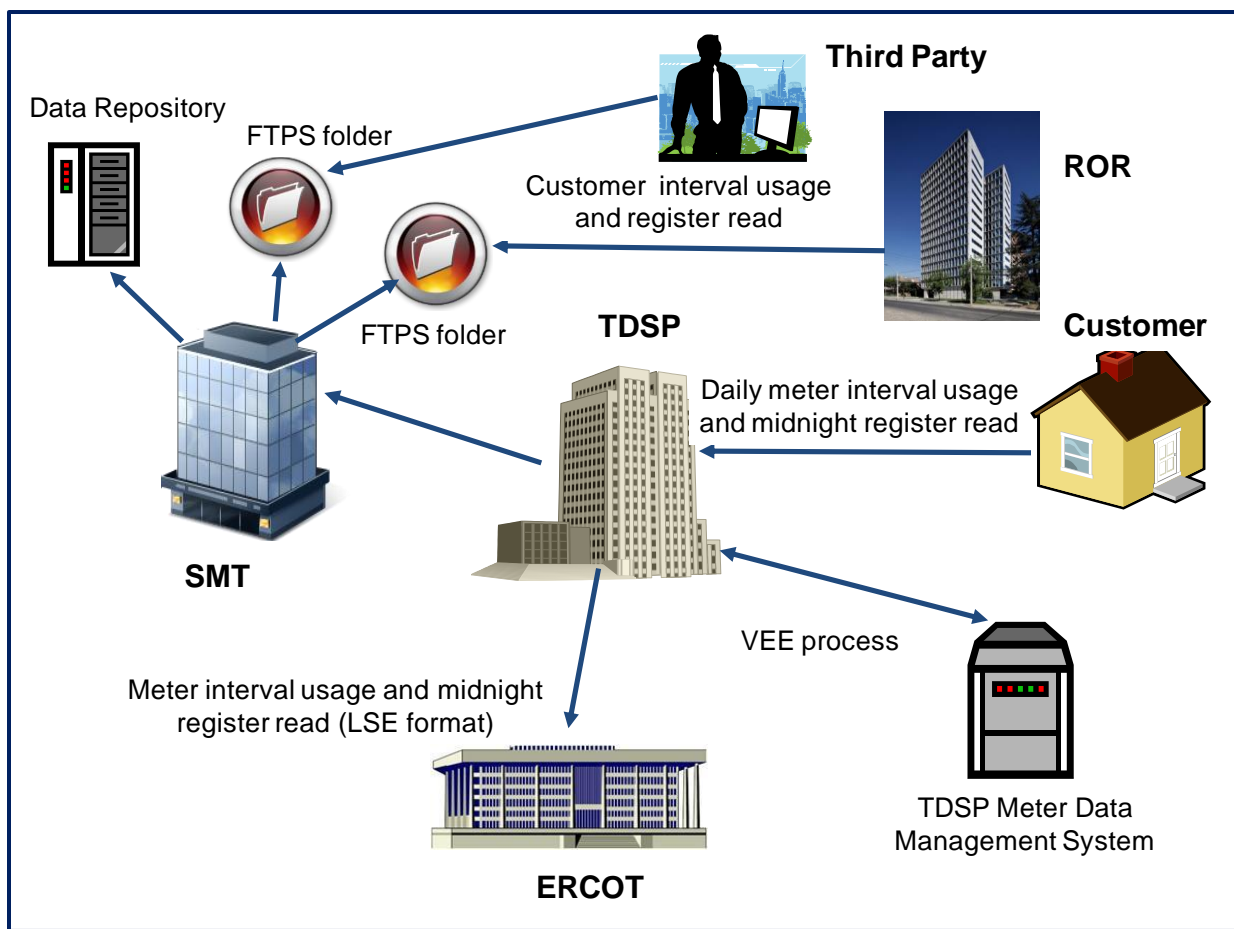 Third Party
Data Repository
FTPS folder
ROR
Customer interval usage
and register read
FTPS folder
TDSP
Customer
Daily meter interval usage
and midnight register read
SMT
VEE process
Meter interval usage and midnight
register read (LSE format)
TDSP Meter Data
Management System
ERCOT